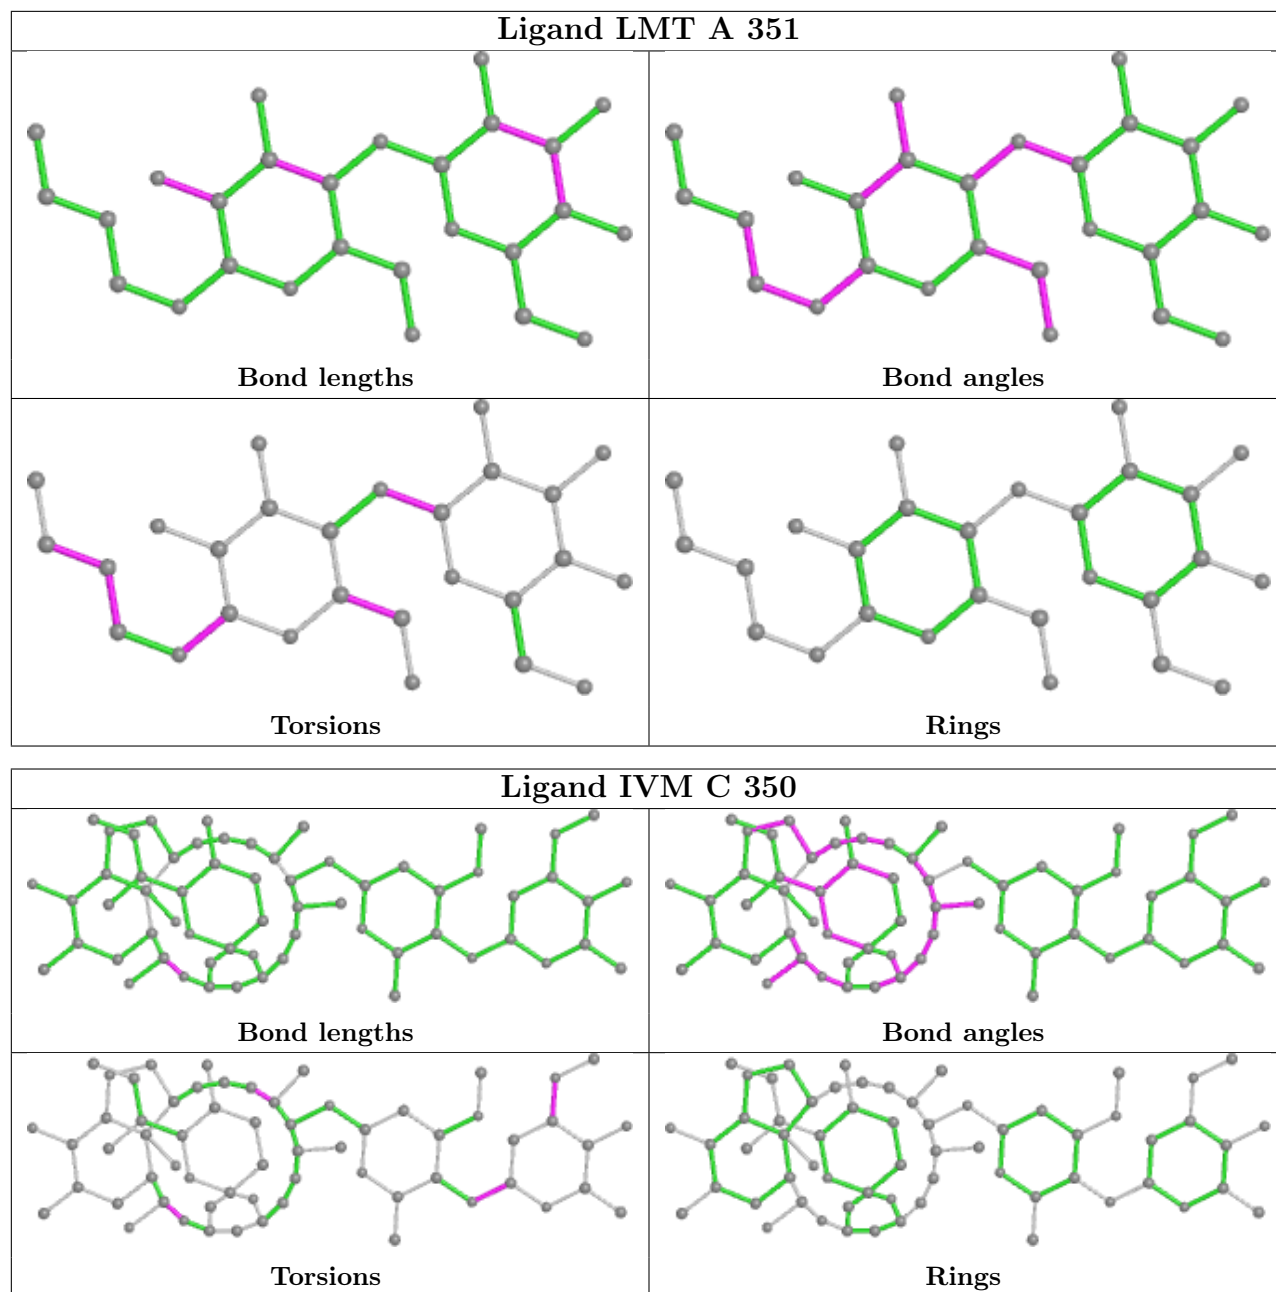 Ligand LMT A 351
Bond lengths
Bond angles
Torsions
Rings
Ligand IVM C 350
Bond lengths
Bond angles
Torsions
Rings